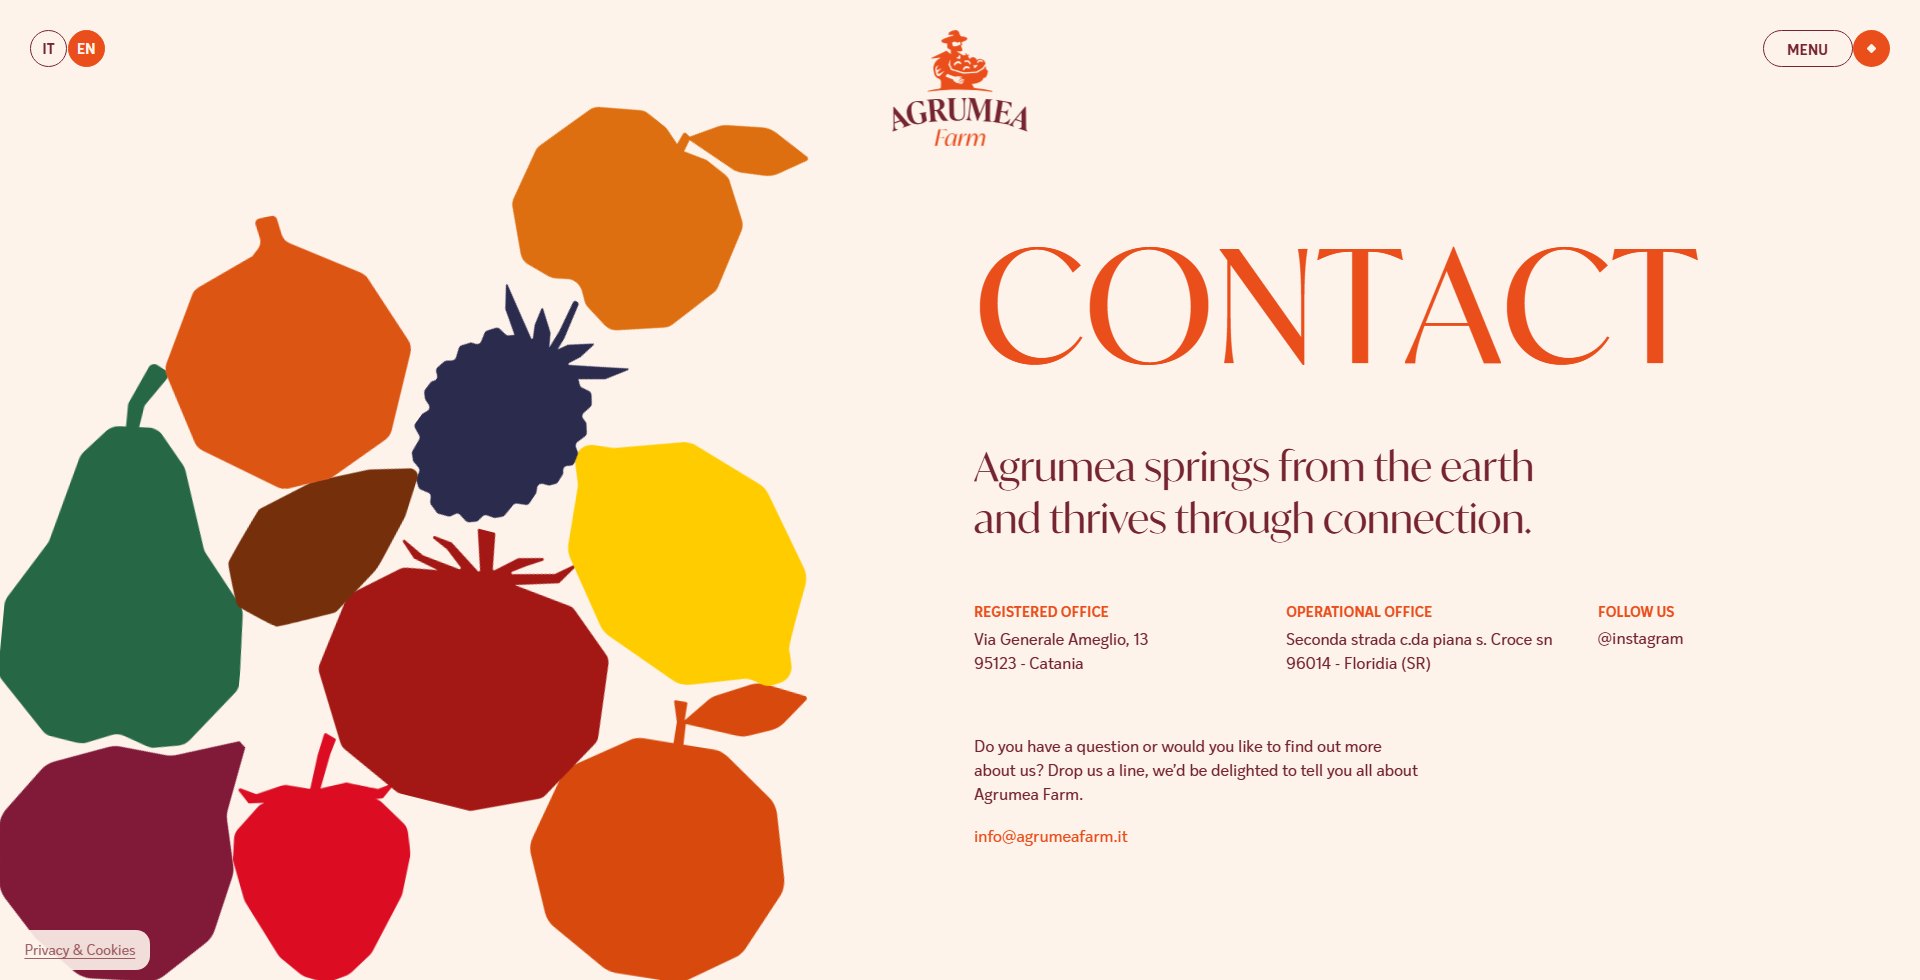 IT EN
AGRUMEA
Farm
MENU
CONTACT
Agrumea springs from the earth
and thrives through connection.
REGISTERED OFFICE
Via Generale Ameglio, 13
95123 - Catania
OPERATIONAL OFFICE
Seconda strada c.da piana s. Croce sn
96014 - Floridia (SR)
FOLLOW US
@instagram
Do you have a question or would you like to find out more
about us? Drop us a line, we’d be delighted to tell you all about
Agrumea Farm.
info@agrumeafarm.it
Privacy & Cookies